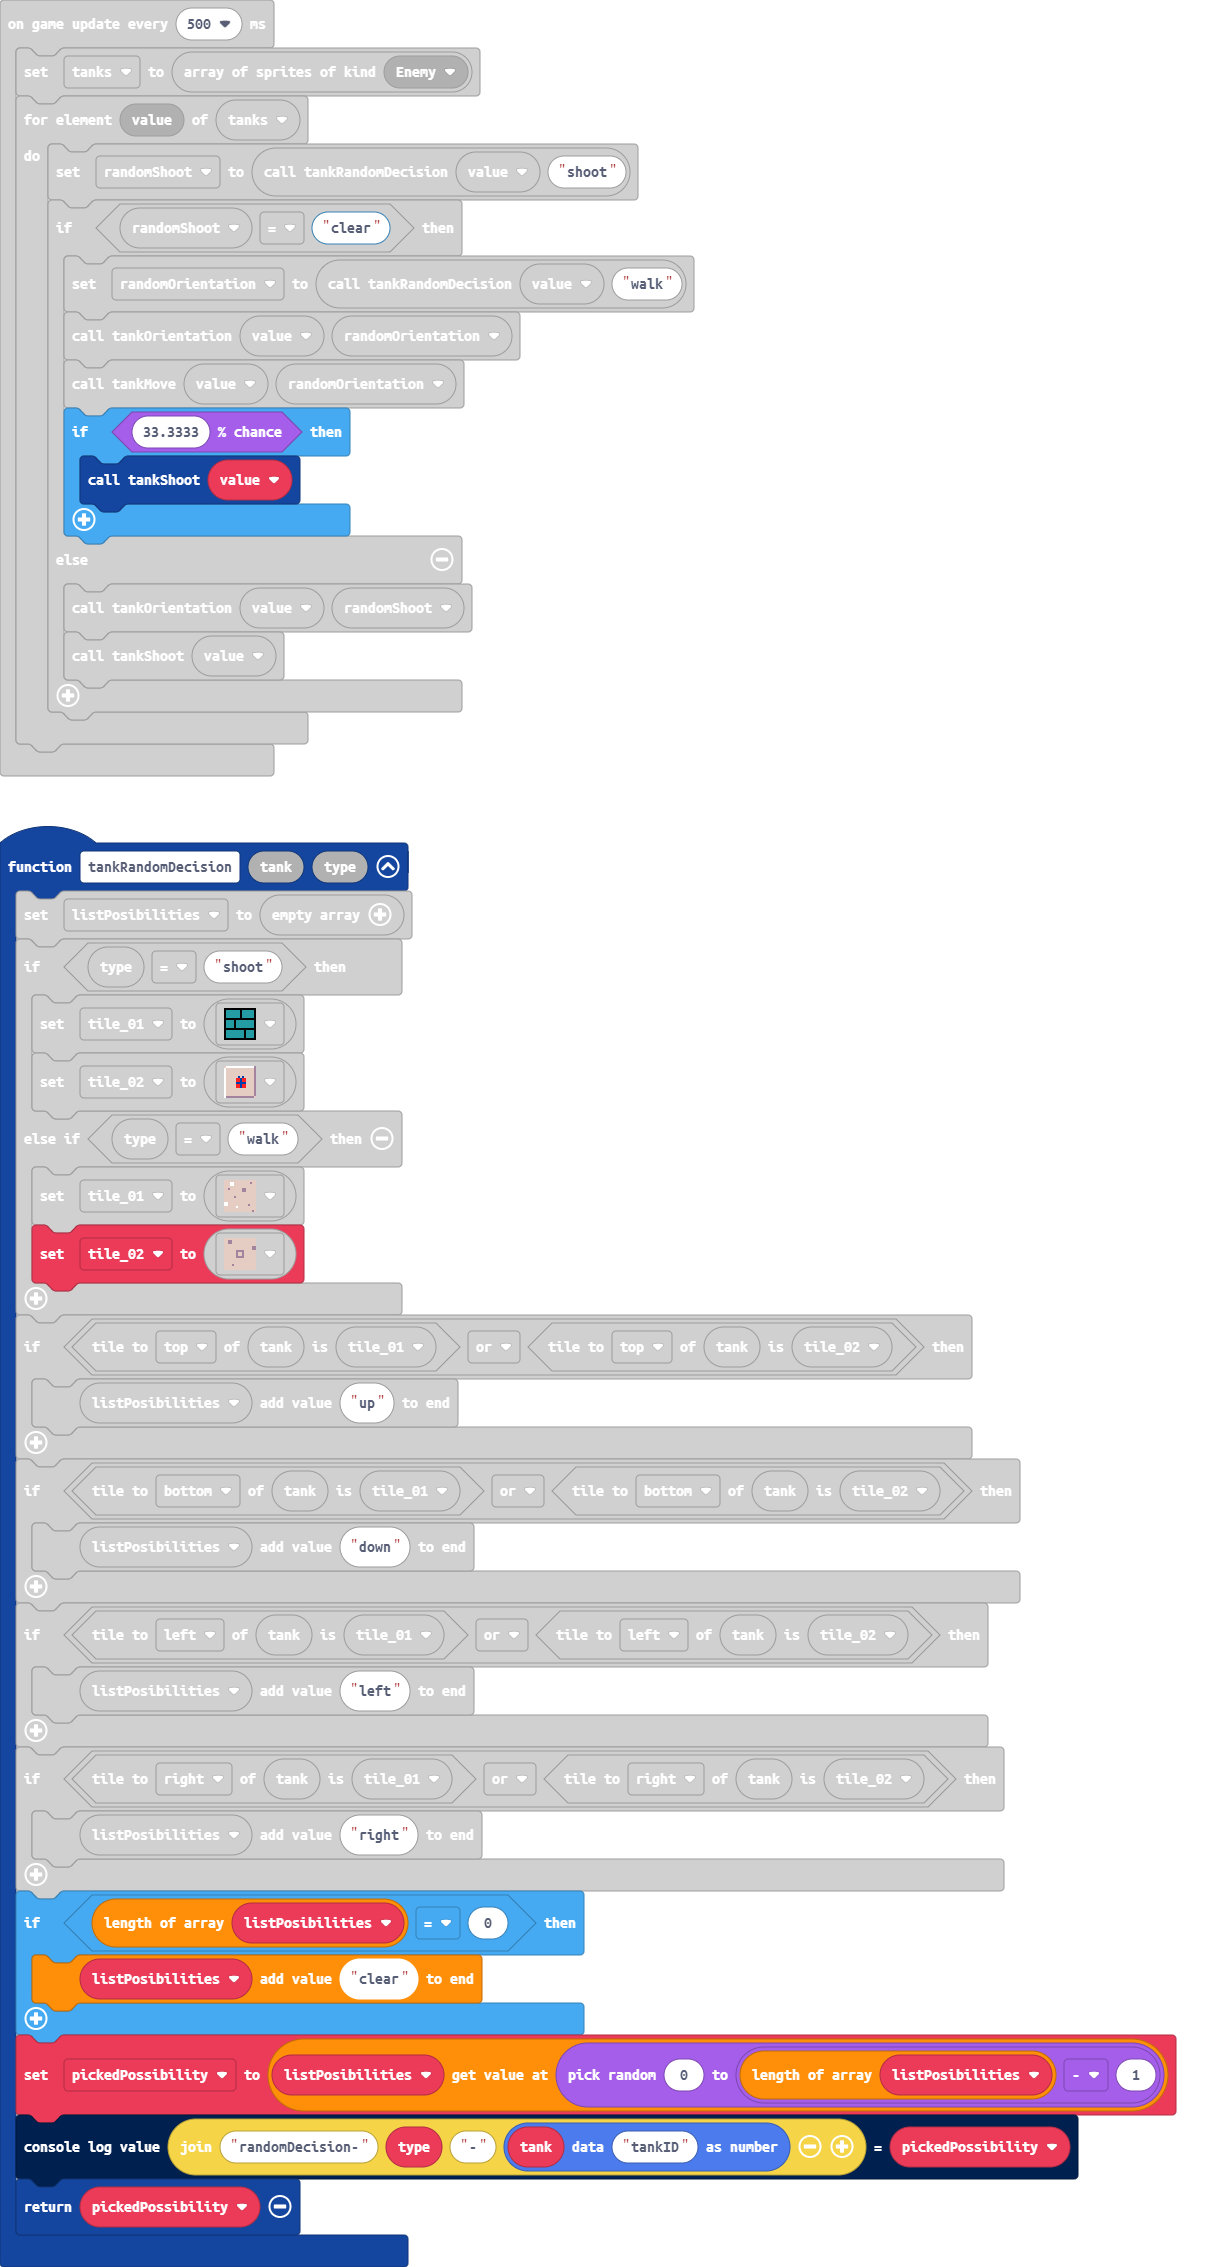 on game update every 500 ms
set tanks to array of sprites of kind Enemy
for element value of tanks
do
set randomShoot to call tankRandomDecision value "shoot"
if randomShoot = "clear" then
set randomOrientation to call tankRandomDecision value "walk"
call tankOrientation value randomOrientation
call tankMove value randomOrientation
if 33.3333 % chance then
call tankShoot value
else
call tankOrientation value randomShoot
call tankShoot value
function tankRandomDecision tank type
set listPosibilities to empty array
if type = "shoot" then
set tile_01 to
set tile_02 to
else if type = "walk" then
set tile_01 to
set tile_02 to
if tile to top of tank is tile_01 or tile to top of tank is tile_02 then
listPosibilities add value "up" to end
if tile to bottom of tank is tile_01 or tile to bottom of tank is tile_02 then
listPosibilities add value "down" to end
if tile to left of tank is tile_01 or tile to left of tank is tile_02 then
listPosibilities add value "left" to end
if tile to right of tank is tile_01 or tile to right of tank is tile_02 then
listPosibilities add value "right" to end
if length of array listPosibilities = 0 then
listPosibilities add value "clear" to end
set pickedPossibility to listPosibilities get value at pick random 0 to length of array listPosibilities - 1
console log value join "randomDecision-" type "-" tank data "tankID" as number = pickedPossibility
return pickedPossibility